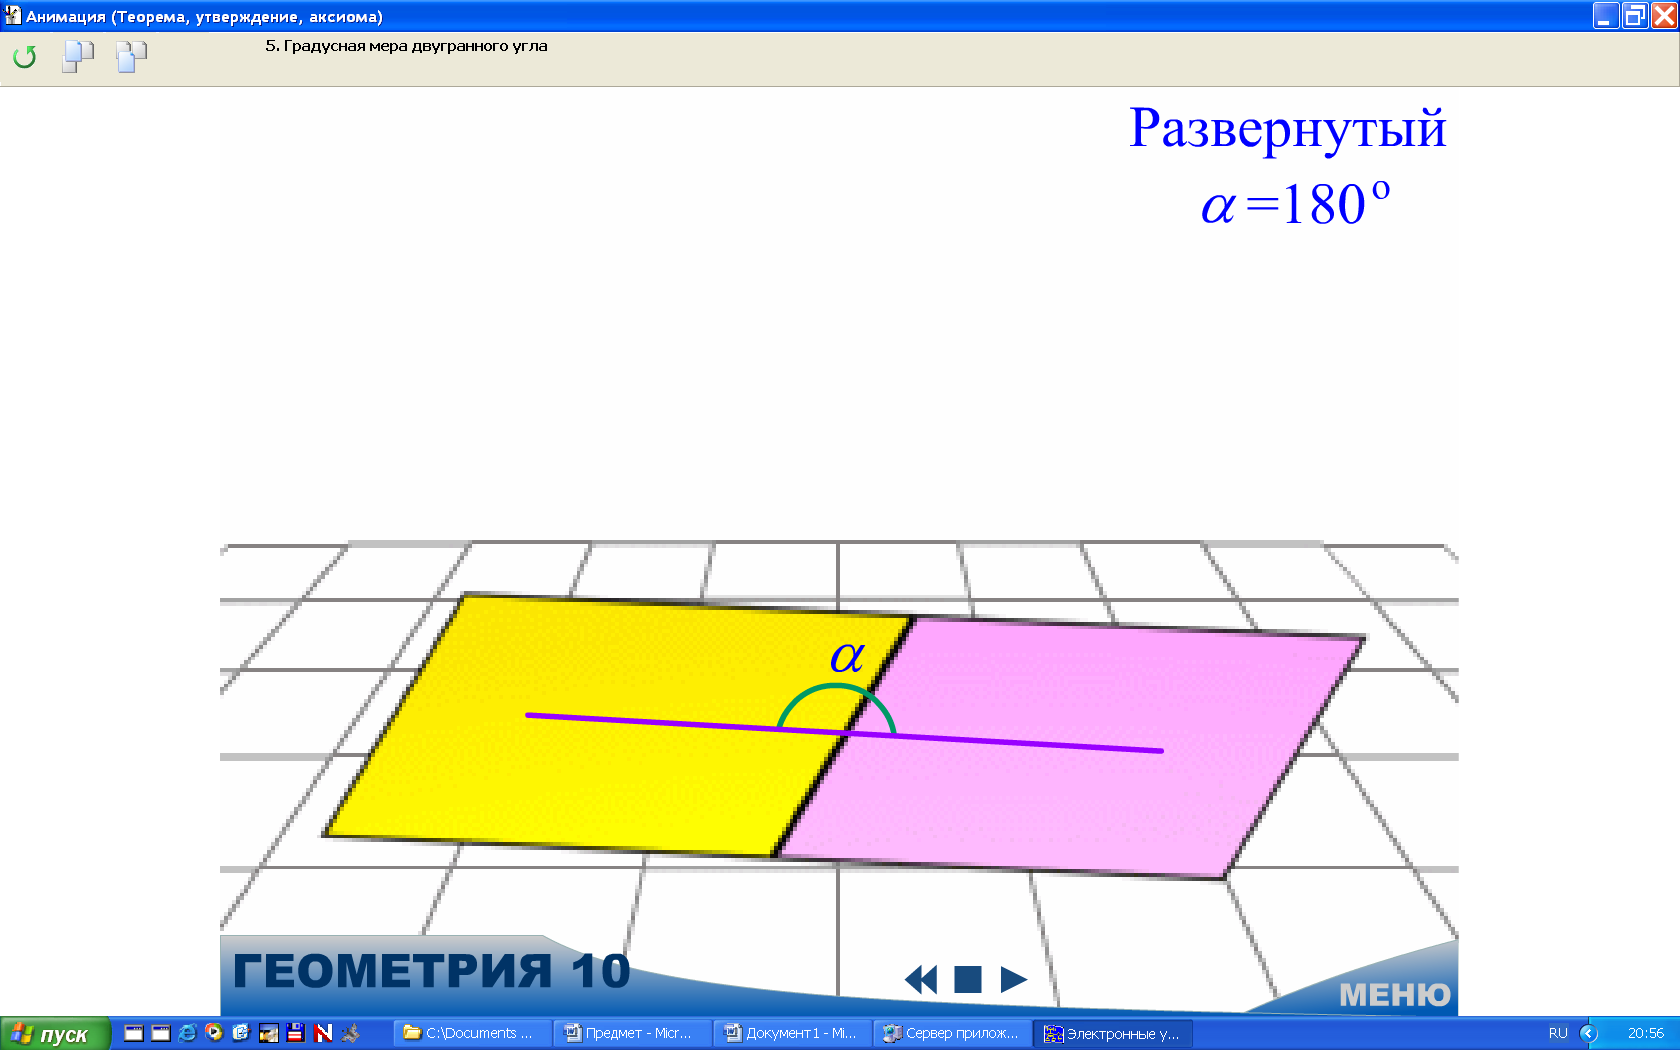 Анимация (Теорема, утверждение, аксиома)
5. Градусная мера двугранного угла
Развернутый
α =180°
α
ГЕОМЕТРИЯ 10
МЕНЮ
пуск
C:\Documents ...
Предмет - Micr...
Документ1 - Mi...
Сервер прилож...
Электронные у...
RU
20:56